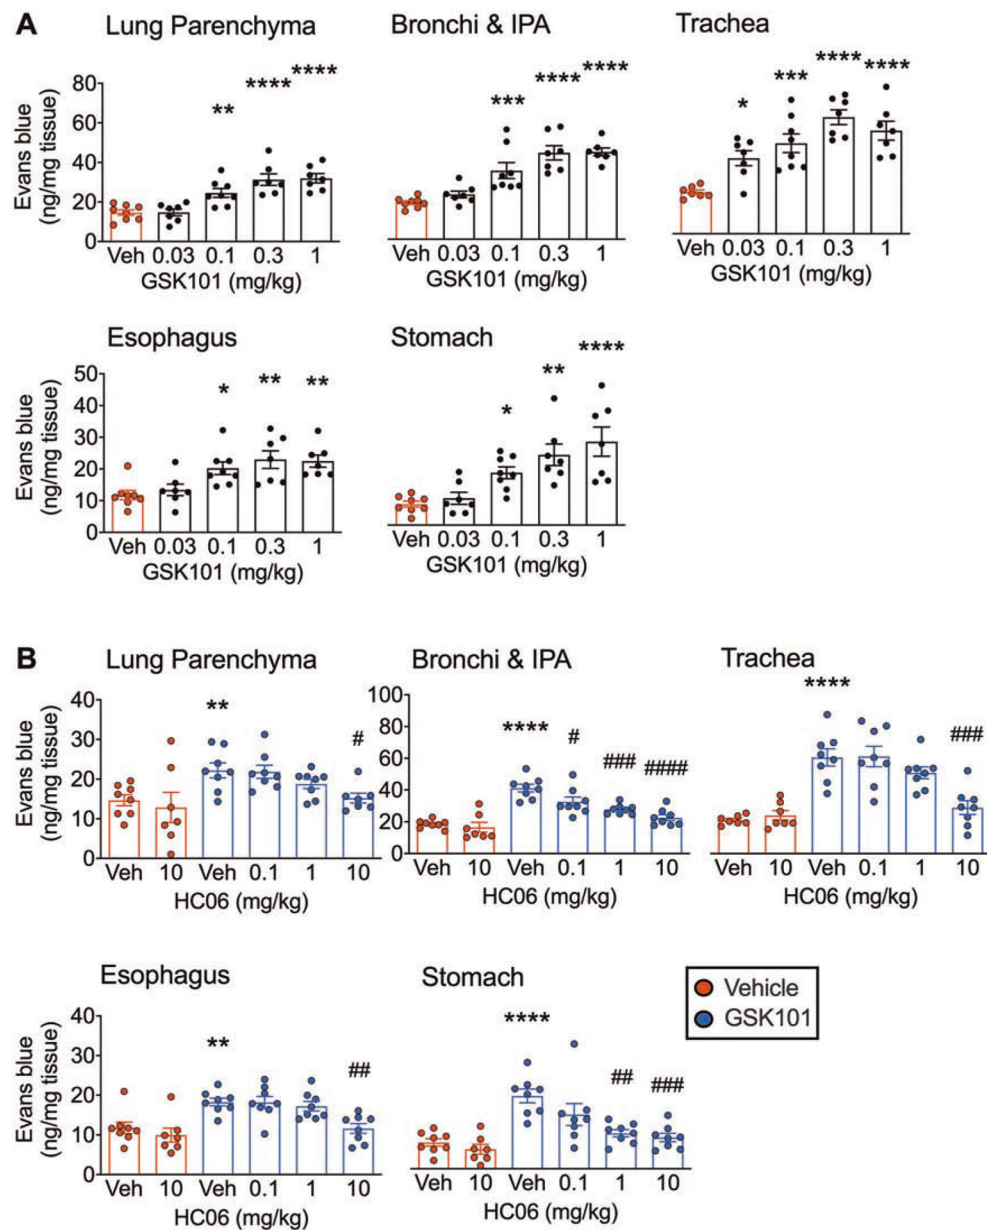 A
Lung Parenchyma
Bronchi & IPA
Trachea
Evans blue
(ng/mg tissue)
80
60
40
20
0
**
****
****
***
****
****
*
***
****
****
Veh 0.03 0.1 0.3 1
GSK101 (mg/kg)
Veh 0.03 0.1 0.3 1
GSK101 (mg/kg)
Veh 0.03 0.1 0.3 1
GSK101 (mg/kg)
Esophagus
Stomach
Evans blue
(ng/mg tissue)
50
40
30
20
10
0
*
**
**
*
**
****
Veh 0.03 0.1 0.3 1
GSK101 (mg/kg)
Veh 0.03 0.1 0.3 1
GSK101 (mg/kg)
B
Lung Parenchyma
Bronchi & IPA
Trachea
Evans blue
(ng/mg tissue)
40
30
20
10
0
**
#
100
80
60
40
20
0
****
#
###
####
****
###
Veh 10 Veh 0.1 1 10
HC06 (mg/kg)
Veh 10 Veh 0.1 1 10
HC06 (mg/kg)
Veh 10 Veh 0.1 1 10
HC06 (mg/kg)
Esophagus
Stomach
Vehicle
GSK101
Evans blue
(ng/mg tissue)
40
30
20
10
0
**
##
****
##
###
Veh 10 Veh 0.1 1 10
HC06 (mg/kg)
Veh 10 Veh 0.1 1 10
HC06 (mg/kg)